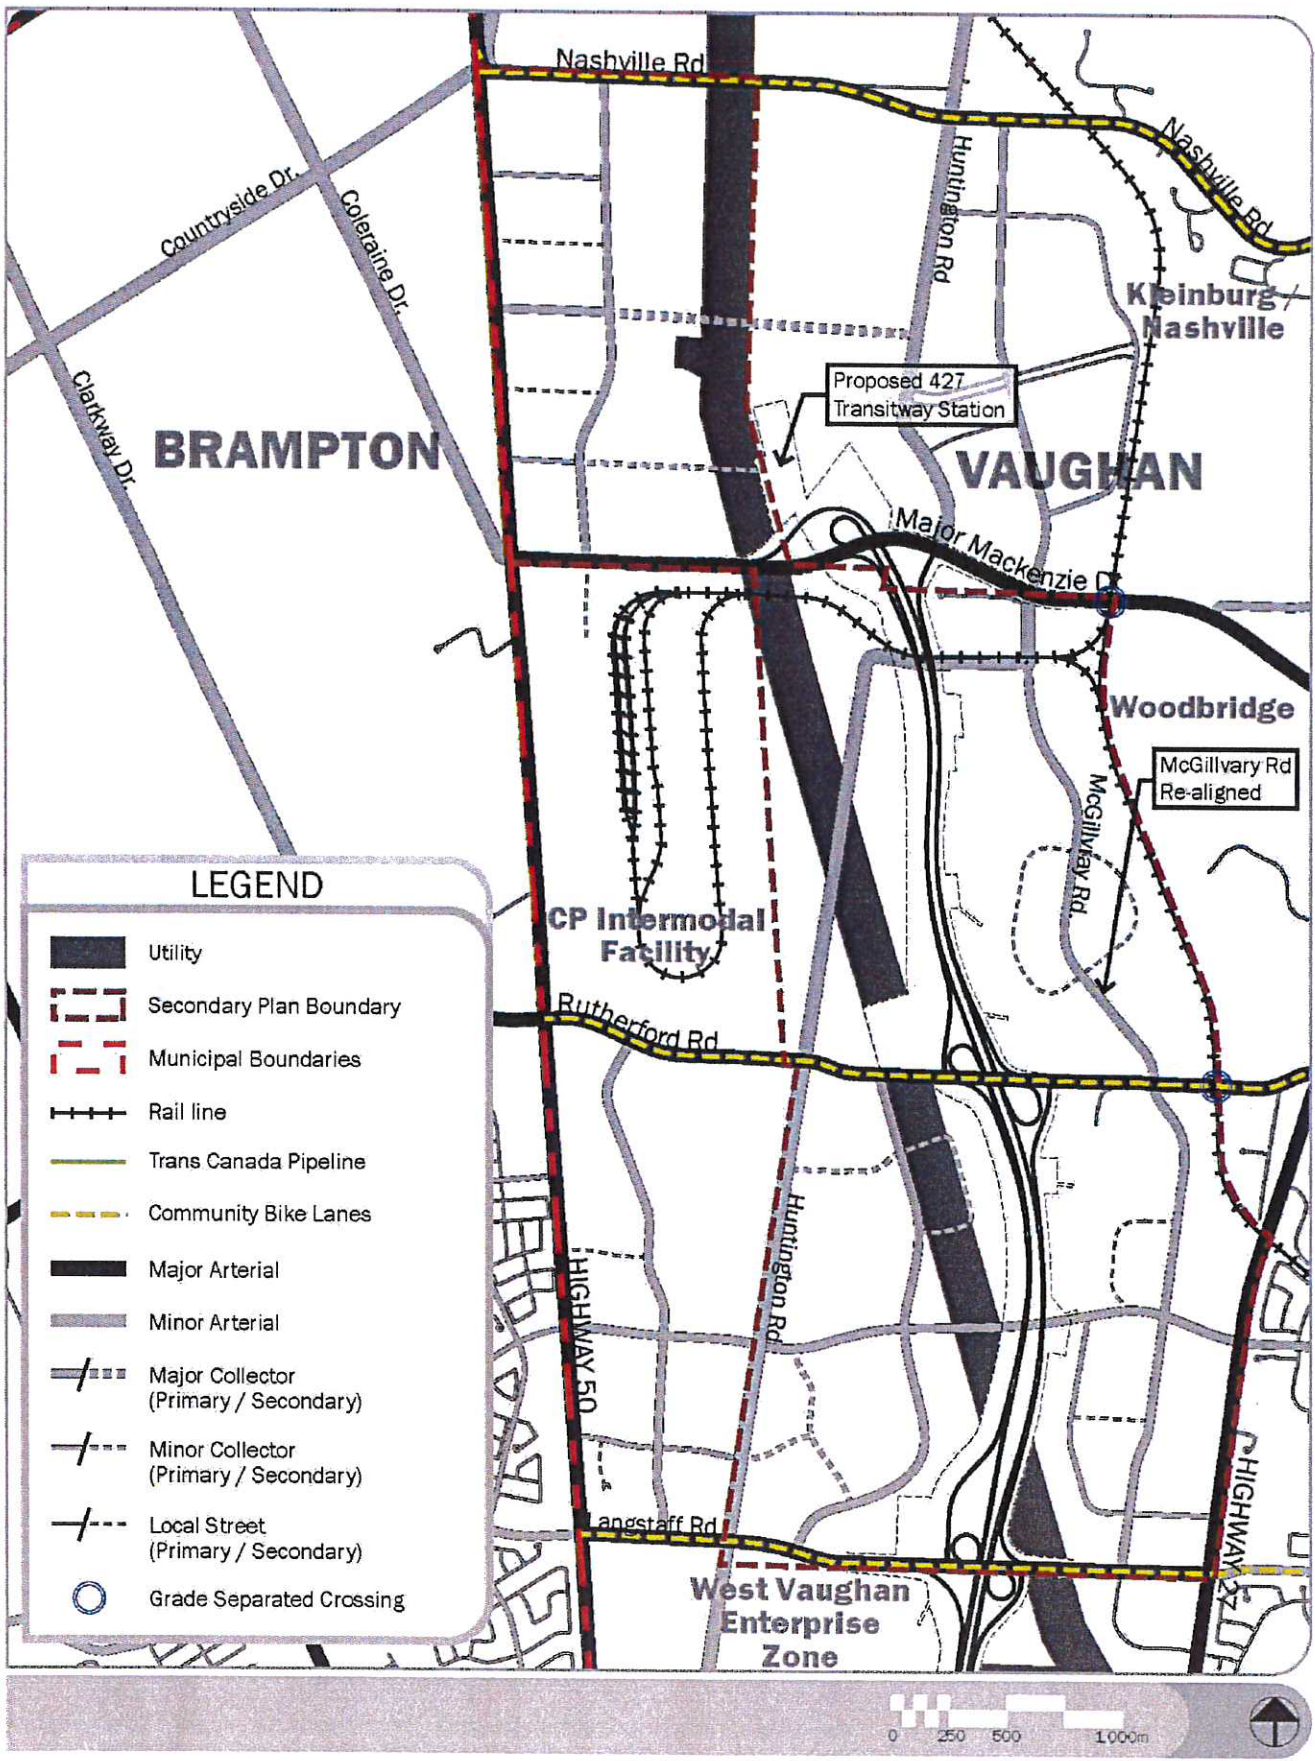 Nashville Rd
Nashville Rd
Huntington Rd
Countryside Dr.
Coleraine Dr.
Clarkway Dr.
Kleinburg /
Nashville
Proposed 427
Transitway Station
BRAMPTON
VAUGHAN
Major Mackenzie D
Woodbridge
McGillvary Rd
Re-aligned
McGillvray Rd.
CP Intermodal
Facility
Rutherford Rd
Huntington Rd
HIGHWAY 50
HIGHWAY 27
Langstaff Rd
West Vaughan
Enterprise
Zone
LEGEND
Utility
Secondary Plan Boundary
Municipal Boundaries
Rail line
Trans Canada Pipeline
Community Bike Lanes
Major Arterial
Minor Arterial
Major Collector
(Primary / Secondary)
Minor Collector
(Primary / Secondary)
Local Street
(Primary / Secondary)
Grade Separated Crossing
0 250 500 1000m